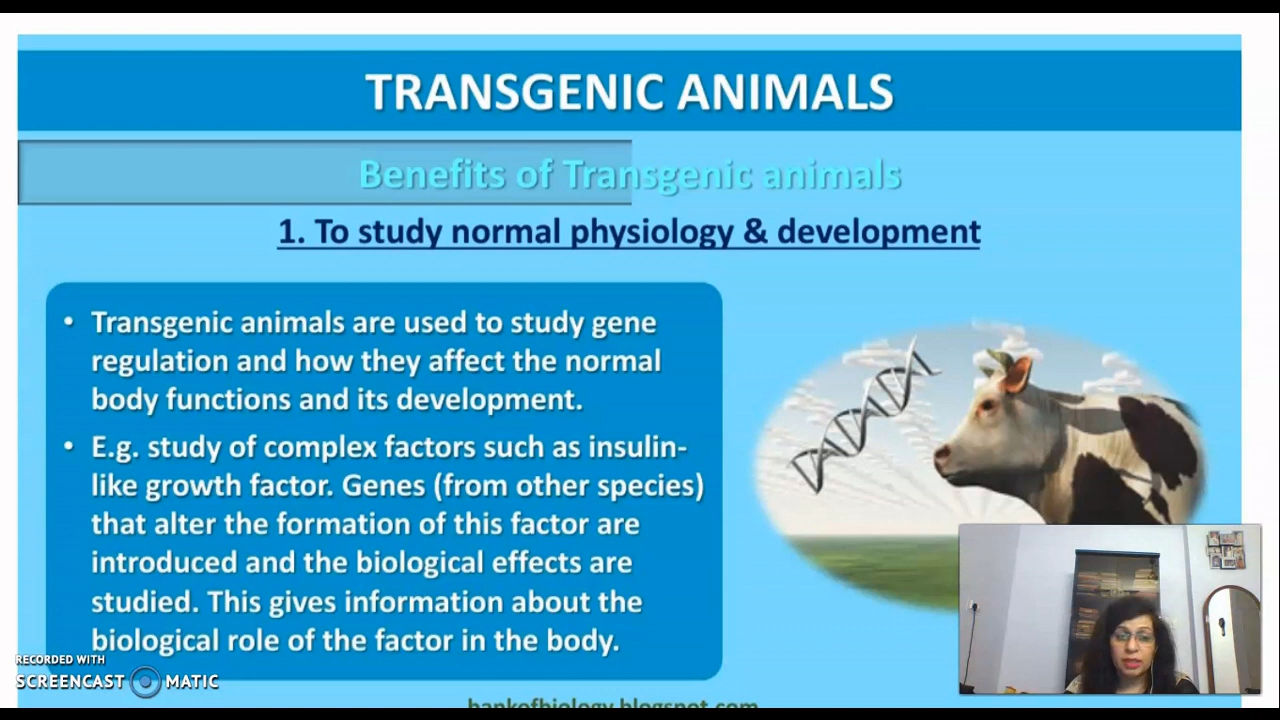 TRANSGENIC ANIMALS
Benefits of Transgenic animals
1. To study normal physiology & development
• Transgenic animals are used to study gene
regulation and how they affect the normal
body functions and its development.
• E.g. study of complex factors such as insulin-
like growth factor. Genes (from other species)
that alter the formation of this factor are
introduced and the biological effects are
studied. This gives information about the
biological role of the factor in the body.
RECORDED WITH
SCREENCAST MATIC
bankofbiology.blogspot.com